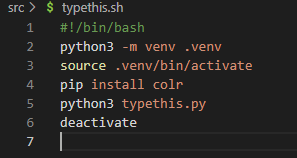 src > $ typethis.sh
1 #!/bin/bash
2 python3 -m venv .venv
3 source .venv/bin/activate
4 pip install colr
5 python3 typethis.py
6 deactivate
7